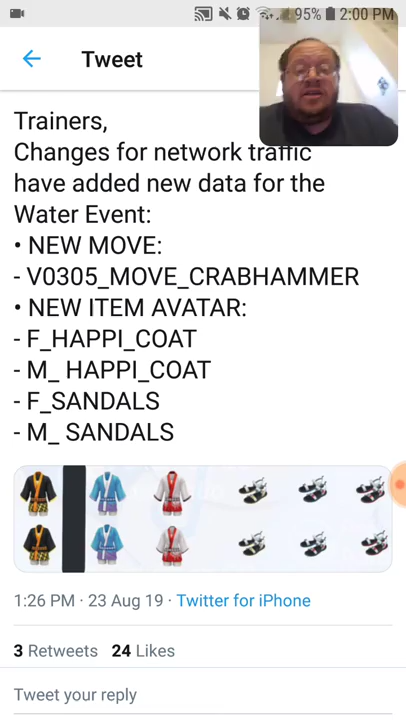 95% 2:00 PM
Tweet
Trainers,
Changes for network traffic
have added new data for the
Water Event:
• NEW MOVE:
- V0305_MOVE_CRABHAMMER
• NEW ITEM AVATAR:
- F_HAPPI_COAT
- M_ HAPPI_COAT
- F_SANDALS
- M_ SANDALS
1:26 PM · 23 Aug 19 · Twitter for iPhone
3 Retweets 24 Likes
Tweet your reply